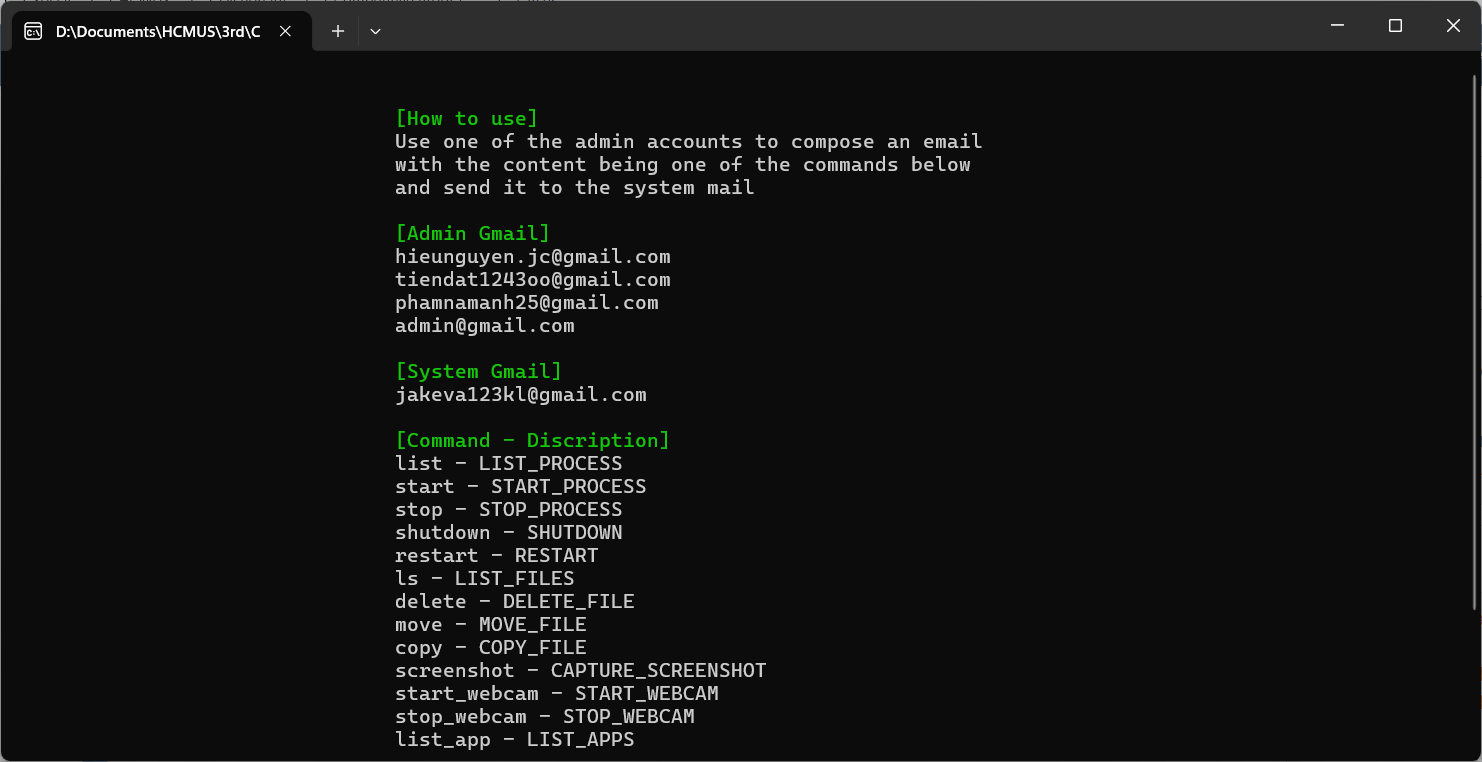 D:\Documents\HCMUS\3rd\C
[How to use]
Use one of the admin accounts to compose an email
with the content being one of the commands below
and send it to the system mail
[Admin Gmail]
hieunguyen.jc@gmail.com
tiendat1243oo@gmail.com
phamnamanh25@gmail.com
admin@gmail.com
[System Gmail]
jakeva123kl@gmail.com
[Command - Discription]
list - LIST_PROCESS
start - START_PROCESS
stop - STOP_PROCESS
shutdown - SHUTDOWN
restart - RESTART
ls - LIST_FILES
delete - DELETE_FILE
move - MOVE_FILE
copy - COPY_FILE
screenshot - CAPTURE_SCREENSHOT
start_webcam - START_WEBCAM
stop_webcam - STOP_WEBCAM
list_app - LIST_APPS